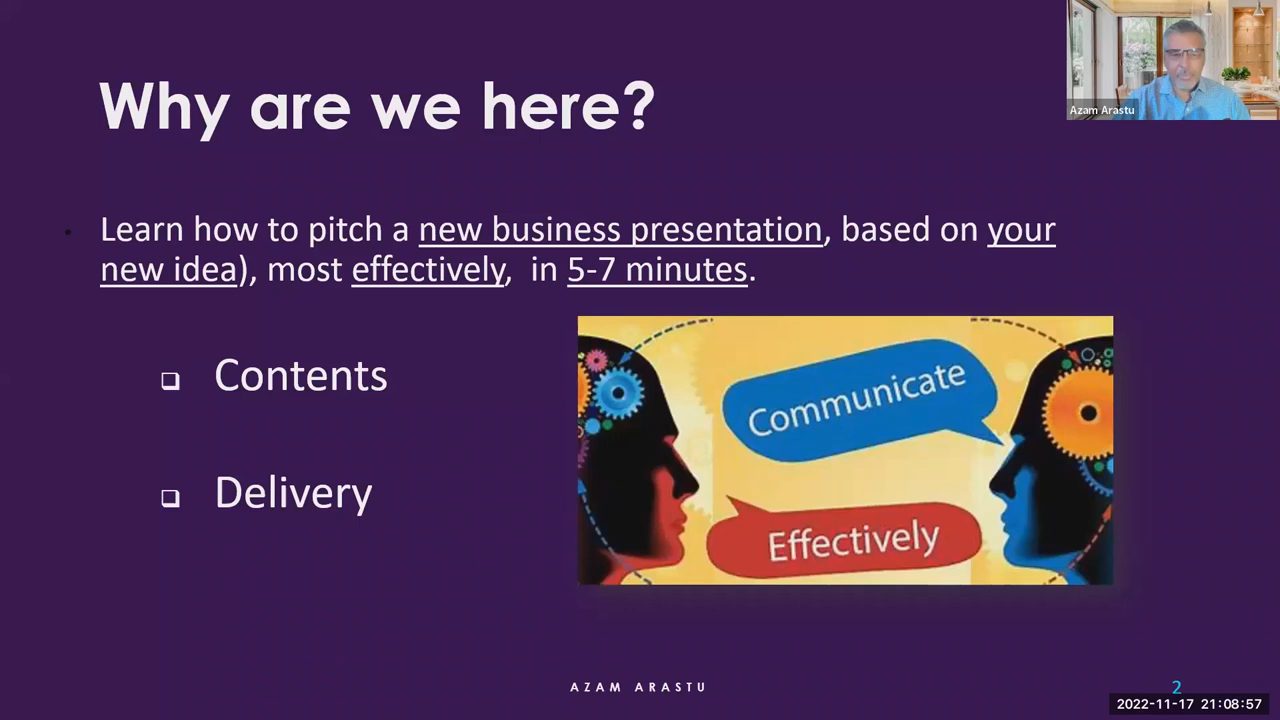 Why are we here?
Azam Arastu
Learn how to pitch a new business presentation, based on your
new idea), most effectively, in 5-7 minutes.
Contents
Delivery
Communicate
Effectively
AZAM ARASTU
2
2022-11-17 21:08:57